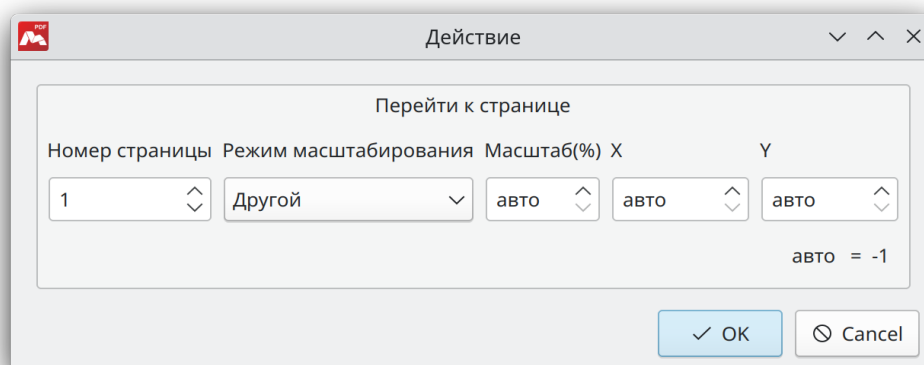 PDF
Действие
Перейти к странице
Номер страницы Режим масштабирования Масштаб(%) X Y
1 Другой авто авто авто
авто = -1
OK Cancel